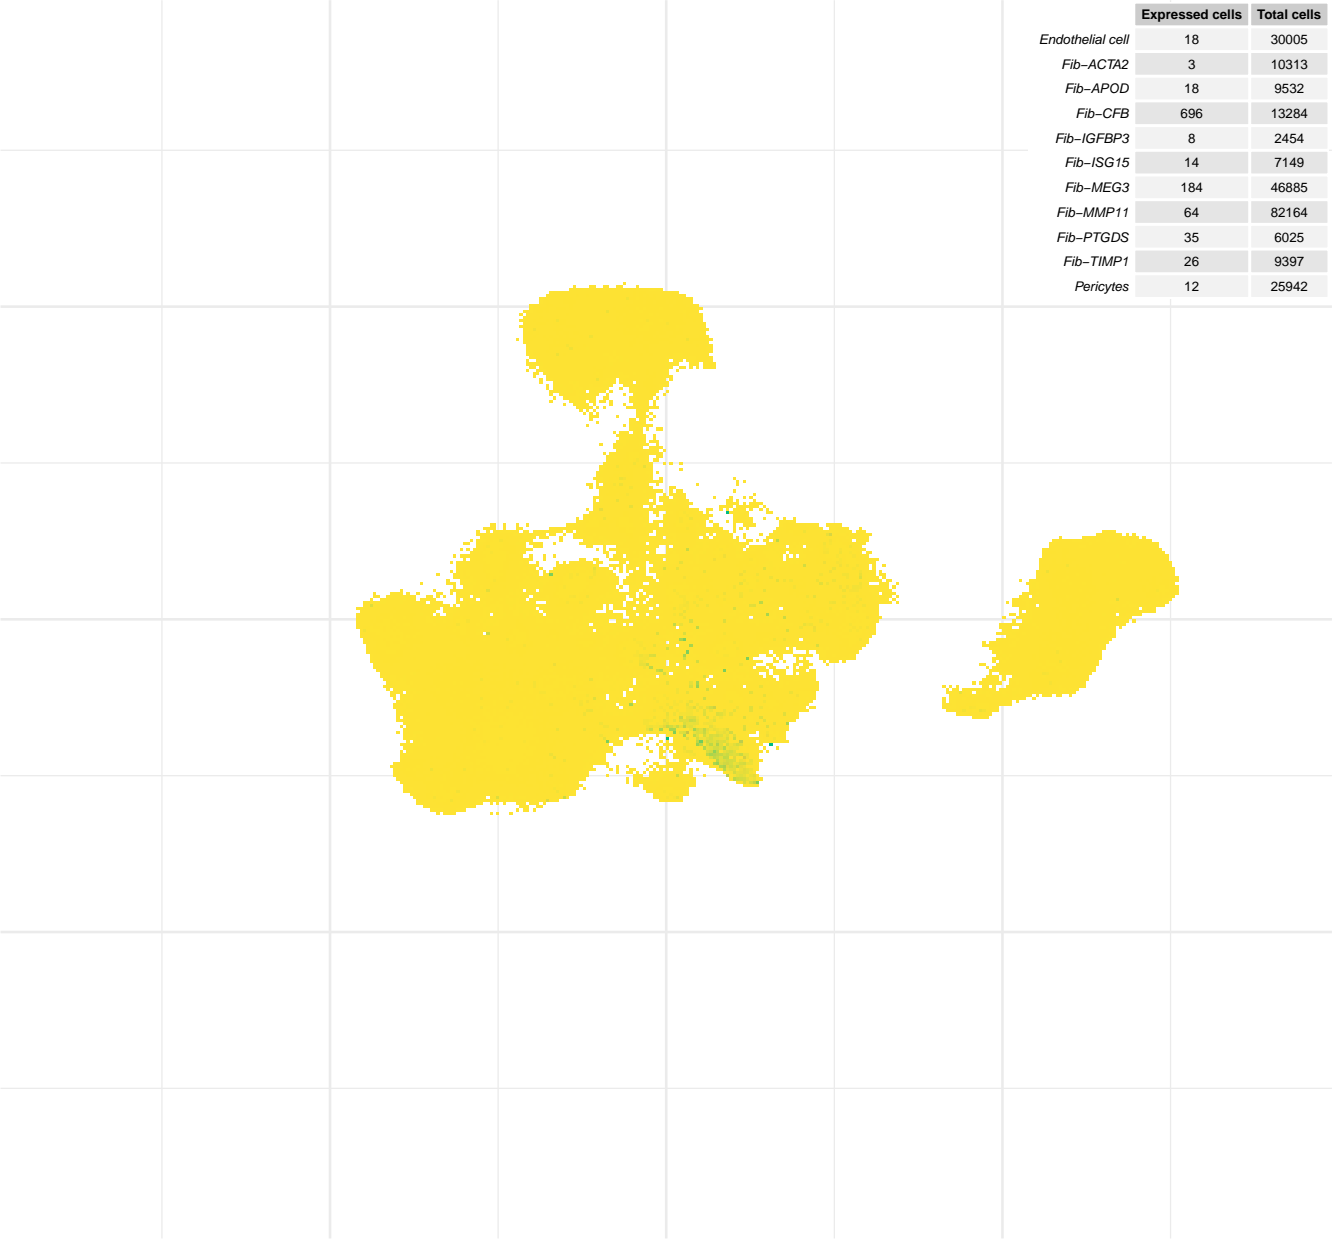 Expressed cells Total cells
Endothelial cell 18 30005
Fib−ACTA2 3 10313
Fib−APOD 18 9532
Fib−CFB 696 13284
Fib−IGFBP3 8 2454
Fib−ISG15 14 7149
Fib−MEG3 184 46885
Fib−MMP11 64 82164
Fib−PTGDS 35 6025
Fib−TIMP1 26 9397
Pericytes 12 25942